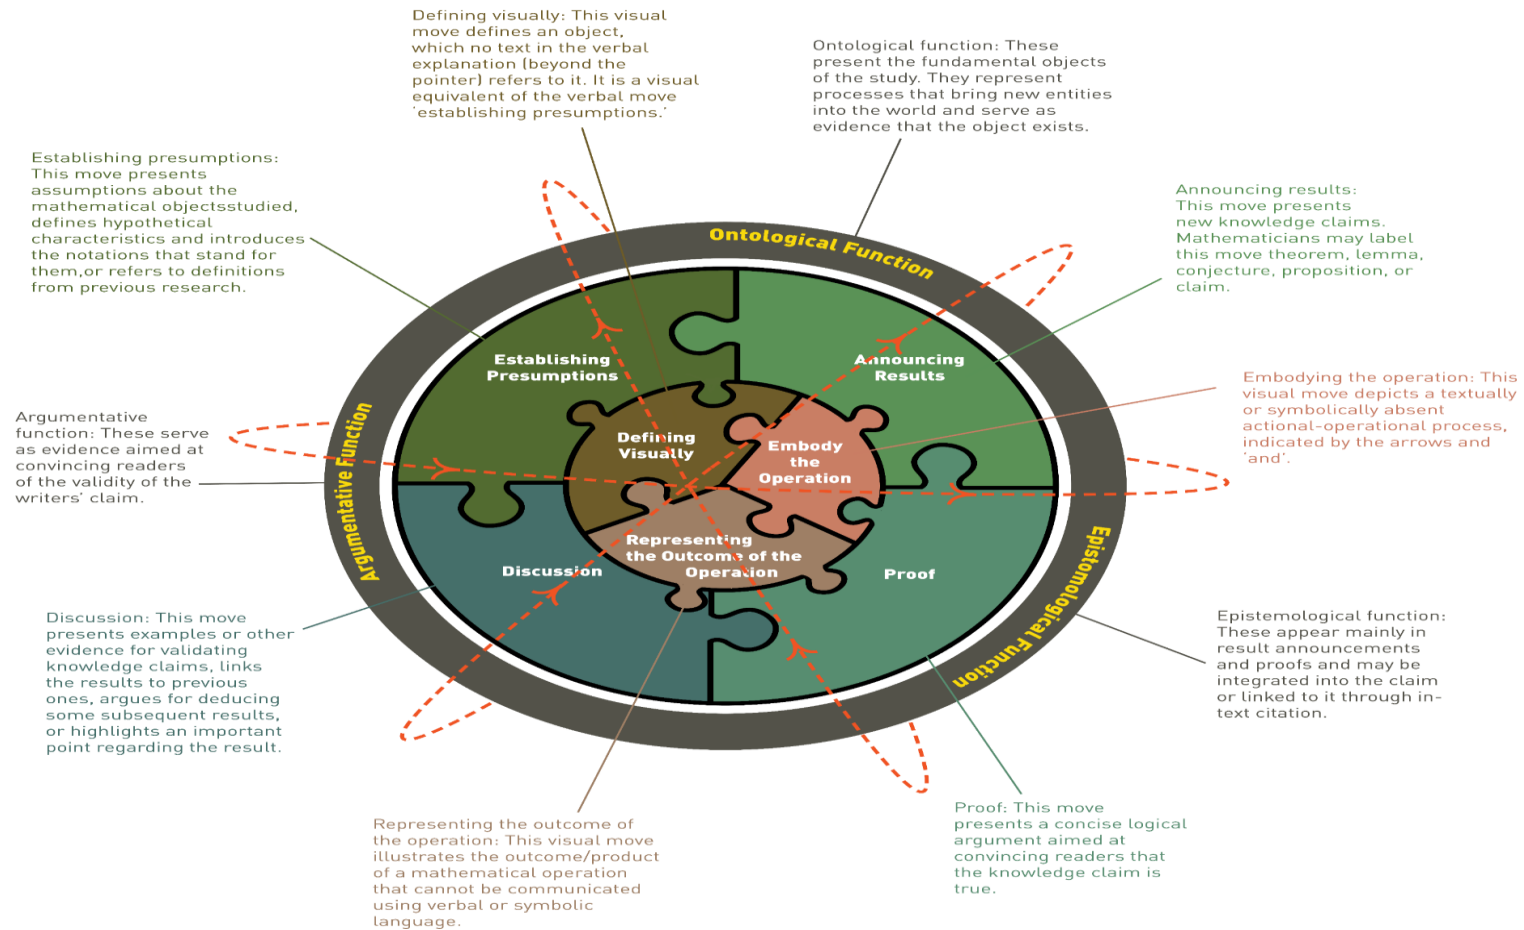 Defining visually: This visual
move defines an object,
which no text in the verbal
explanation (beyond the
pointer) refers to it. It is a visual
equivalent of the verbal move
'establishing presumptions.'
Ontological function: These
present the fundamental objects
of the study. They represent
processes that bring new entities
into the world and serve as
evidence that the object exists.
Establishing presumptions:
This move presents
assumptions about the
mathematical objectsstudied,
defines hypothetical
characteristics and introduces
the notations that stand for
them,or refers to definitions
from previous research.
Announcing results:
This move presents
new knowledge claims.
Mathematicians may label
this move theorem, lemma,
conjecture, proposition, or
claim.
Ontological Function
Establishing
Presumptions
Announcing
Results
Embodying the operation: This
visual move depicts a textually
or symbolically absent
actional-operational process,
indicated by the arrows and
'and'.
Argumentative
function: These serve
as evidence aimed at
convincing readers
of the validity of the
writers' claim.
Argumentative Function
Defining
Visually
Embody
the
Operation
Representing
the Outcome of the
Operation
Discussion
Proof
Epistomological Function
Discussion: This move
presents examples or other
evidence for validating
knowledge claims, links
the results to previous
ones, argues for deducing
some subsequent results,
or highlights an important
point regarding the result.
Epistemological function:
These appear mainly in
result announcements
and proofs and may be
integrated into the claim
or linked to it through in-
text citation.
Representing the outcome of
the operation: This visual move
illustrates the outcome/product
of a mathematical operation
that cannot be communicated
using verbal or symbolic
language.
Proof: This move
presents a concise logical
argument aimed at
convincing readers that
the knowledge claim is
true.